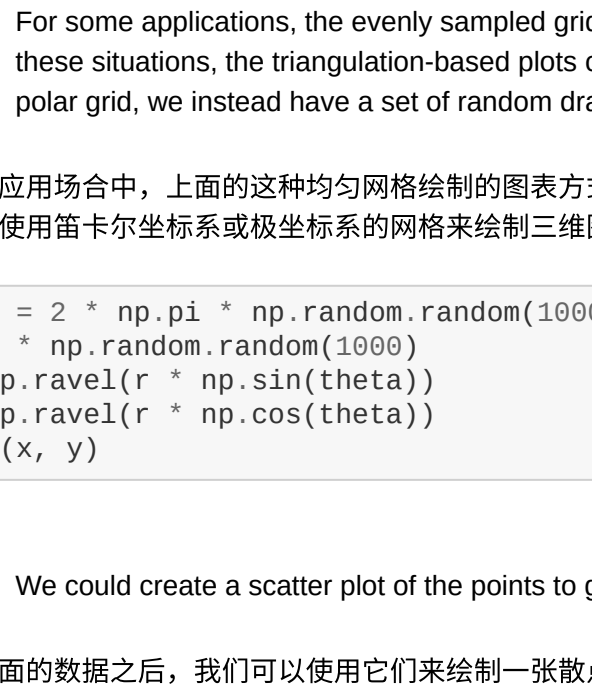 For some applications, the evenly sampled grid
these situations, the triangulation-based plots
polar grid, we instead have a set of random
应用场合中，上面的这种均匀网格绘制的图表方
使用笛卡尔坐标系或极坐标系的网格来绘制三维
= 2 * np.pi * np.random.random(1000
* np.random.random(1000)
p.ravel(r * np.sin(theta))
p.ravel(r * np.cos(theta))
(x, y)
We could create a scatter plot of the points to
面的数据之后，我们可以使用它们来绘制一张散